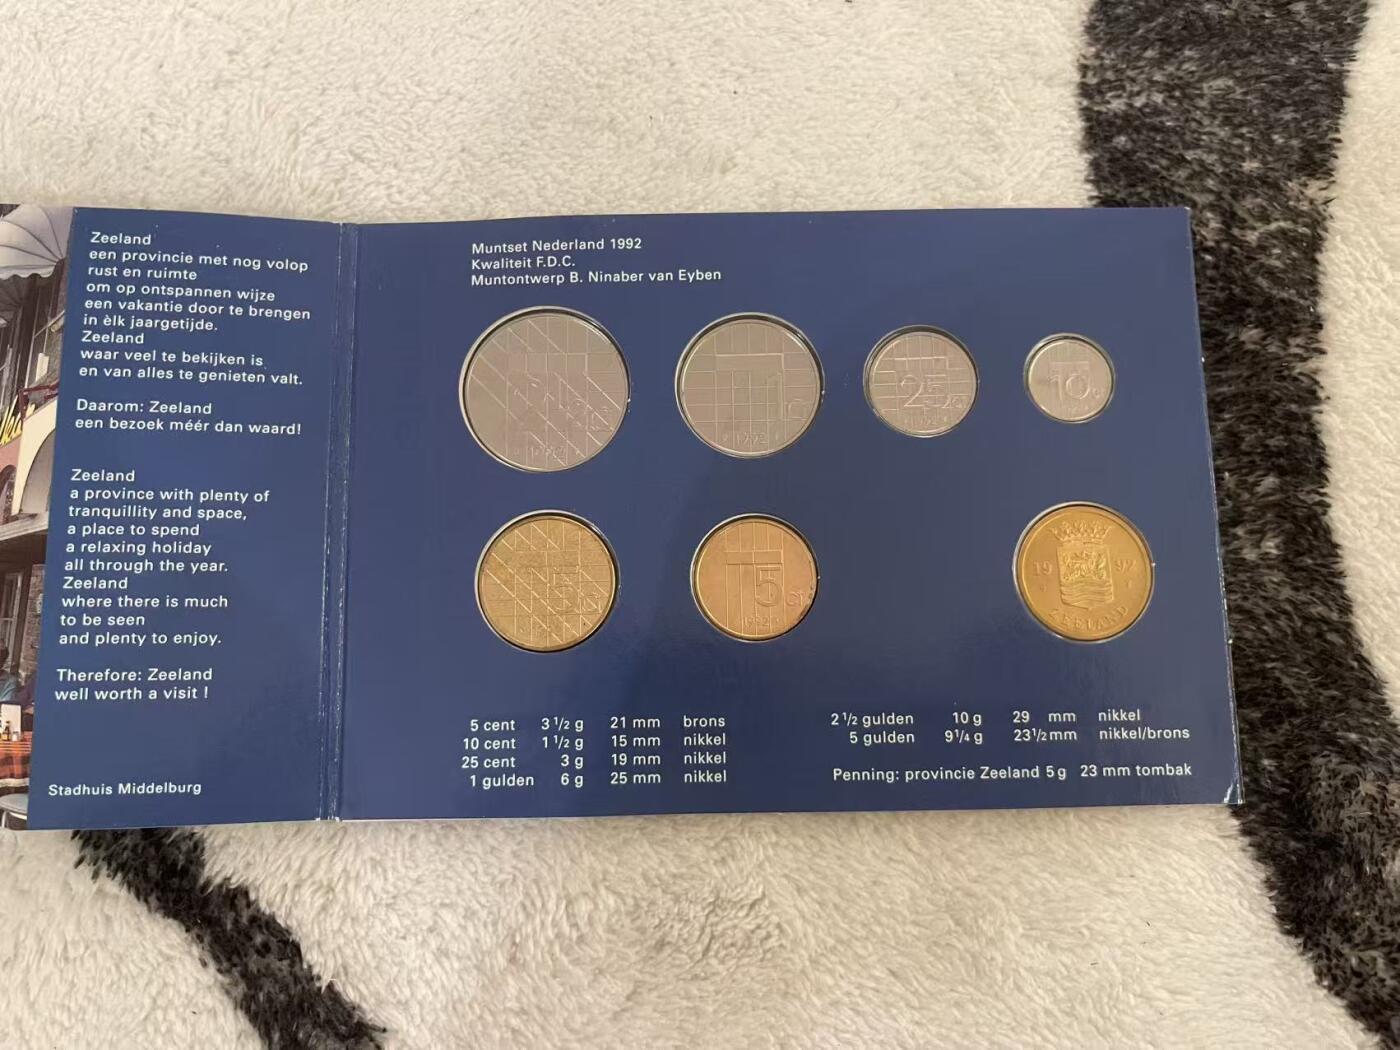 Zeeland
een provincie met nog volop
rust en ruimte
om op ontspannen wijze
een vakantie door te brengen
in èlk jaargetijde.
Zeeland
waar veel te bekijken is
en van alles te genieten valt.
Daarom: Zeeland
een bezoek méér dan waard!
Zeeland
a province with plenty of
tranquillity and space,
a place to spend
a relaxing holiday
all through the year.
Zeeland
where there is much
to be seen
and plenty to enjoy.
Therefore: Zeeland
well worth a visit !
Stadhuis Middelburg
Muntset Nederland 1992
Kwaliteit F.D.C.
Muntontwerp B. Ninaber van Eyben
1 G
1992
25 c
1992
10 c
5
5 ct
1992
1992
ZEELAND
5 cent 3 1/2 g 21 mm brons
10 cent 1 1/2 g 15 mm nikkel
25 cent 3 g 19 mm nikkel
1 gulden 6 g 25 mm nikkel
2 1/2 gulden 10 g 29 mm nikkel
5 gulden 9 1/4 g 23 1/2 mm nikkel/brons
Penning: provincie Zeeland 5 g 23 mm tombak